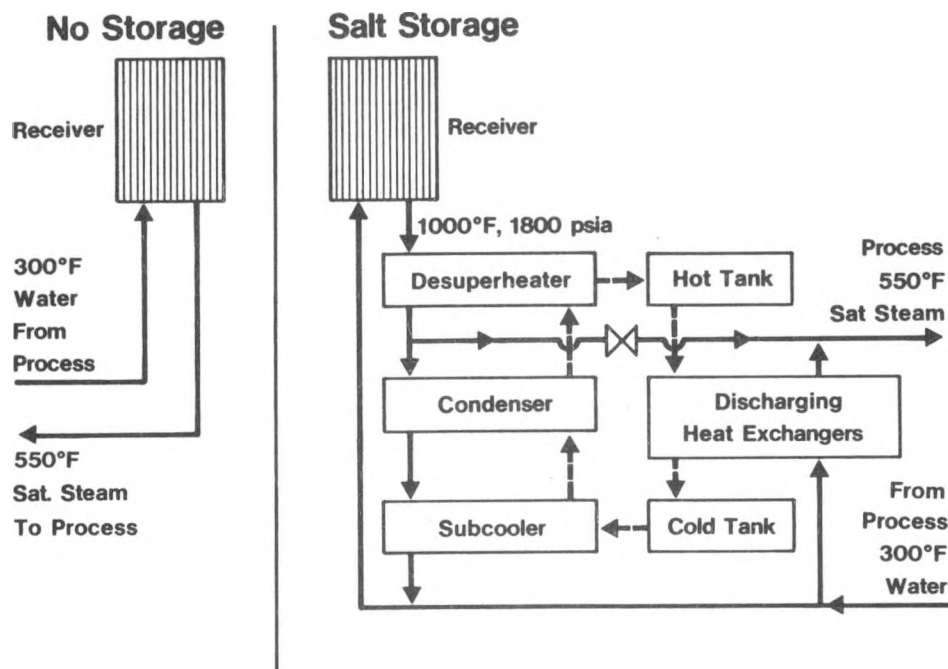 No Storage
Receiver
300°F
Water
From
Process
550°F
Sat. Steam
To Process
Salt Storage
Receiver
1000°F, 1800 psia
Desuperheater
Hot Tank
Process
550°F
Sat Steam
Condenser
Discharging
Heat Exchangers
Subcooler
Cold Tank
From
Process
300°F
Water